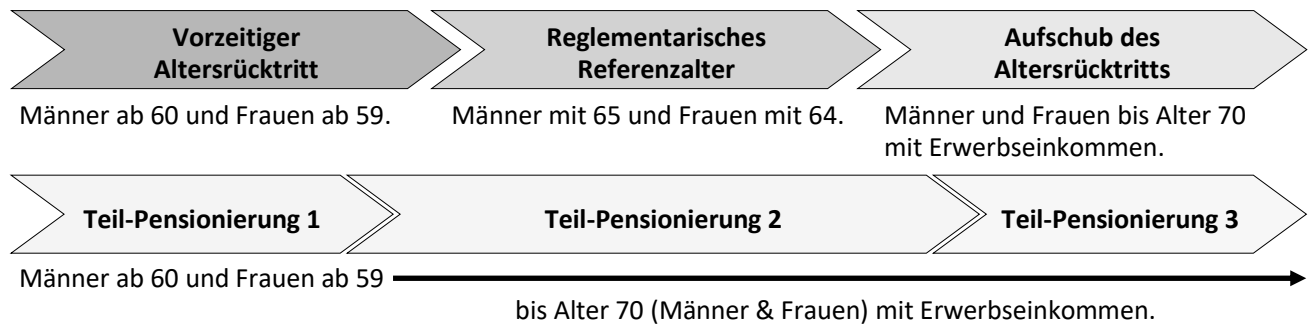 Vorzeitiger
Altersrücktritt
Reglementarisches
Referenzalter
Aufschub des
Altersrücktritts
Männer ab 60 und Frauen ab 59.
Männer mit 65 und Frauen mit 64.
Männer und Frauen bis Alter 70
mit Erwerbseinkommen.
Teil-Pensionierung 1
Teil-Pensionierung 2
Teil-Pensionierung 3
Männer ab 60 und Frauen ab 59
bis Alter 70 (Männer & Frauen) mit Erwerbseinkommen.